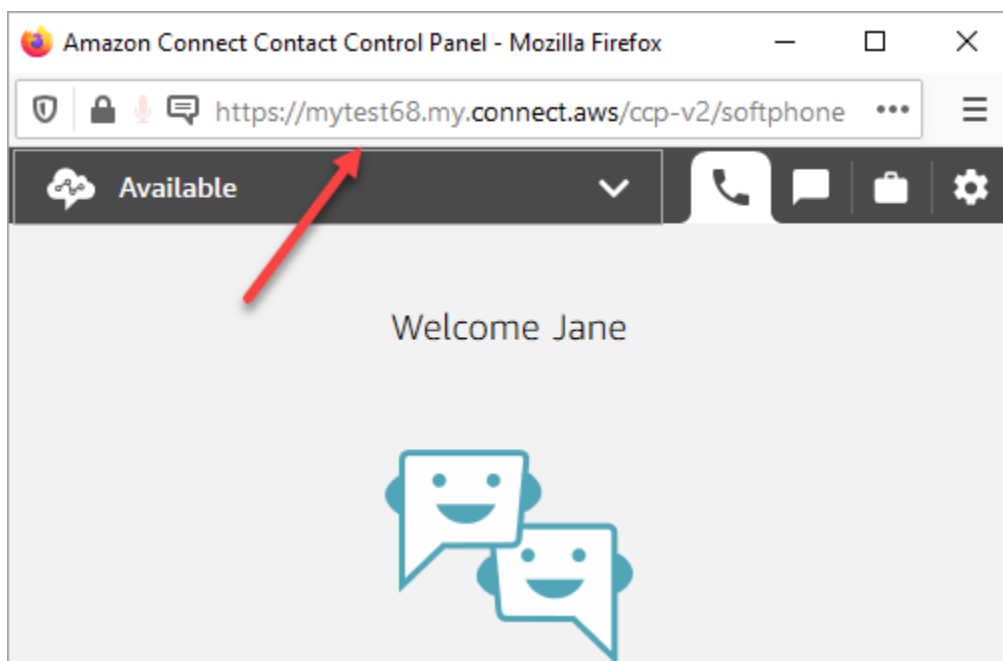 Amazon Connect Contact Control Panel - Mozilla Firefox
https://mytest68.my.connect.aws/ccp-v2/softphone
Available
Welcome Jane